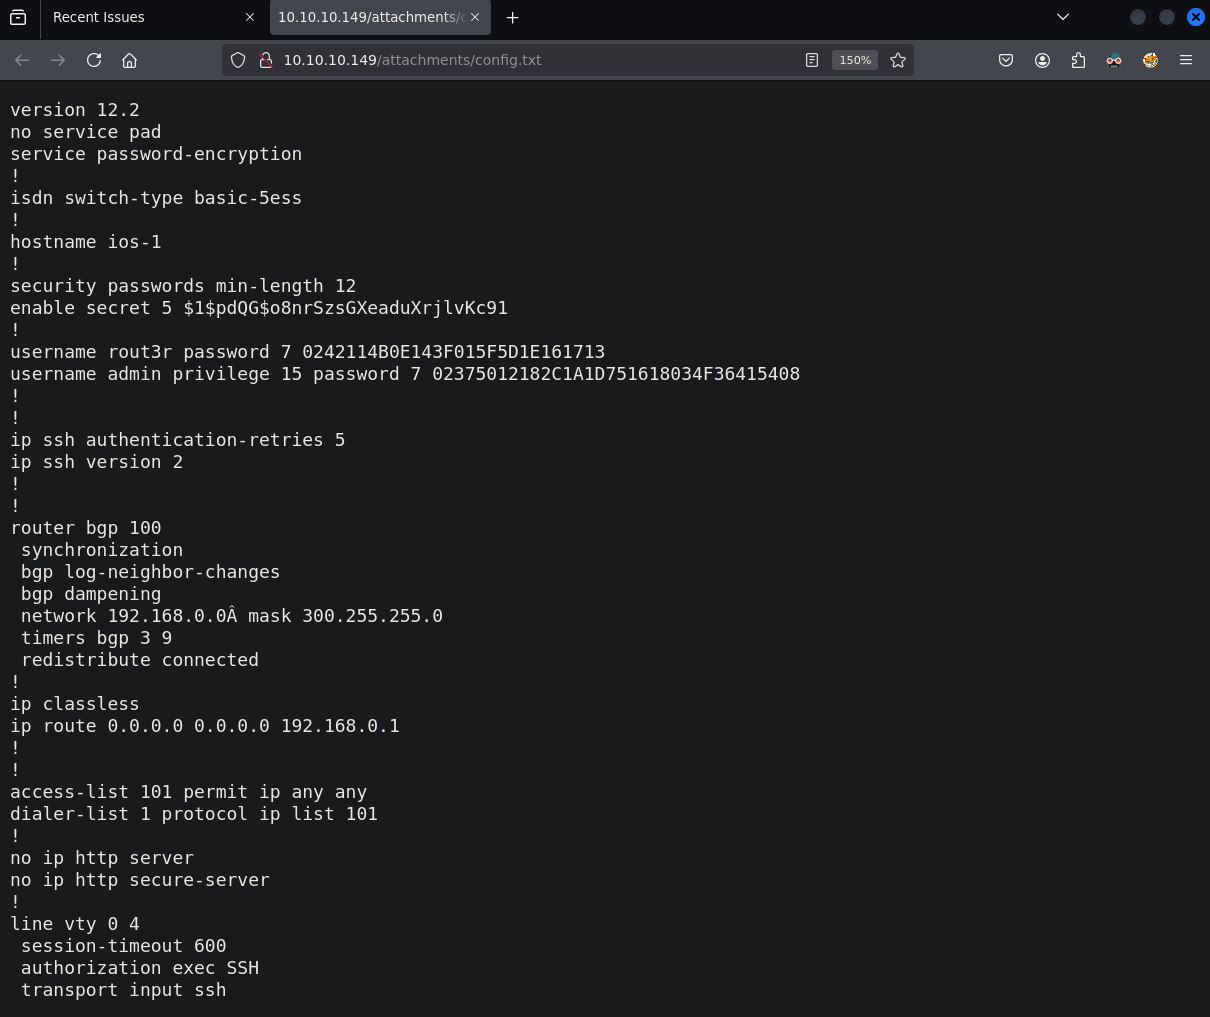 Recent Issues
10.10.10.149/attachments/c
10.10.10.149/attachments/config.txt
150%
version 12.2
no service pad
service password-encryption
!
isdn switch-type basic-5ess
!
hostname ios-1
!
security passwords min-length 12
enable secret 5 $1$pdQG$o8nrSzsGXeaduXrjlvKc91
!
username rout3r password 7 0242114B0E143F015F5D1E161713
username admin privilege 15 password 7 02375012182C1A1D751618034F36415408
!
!
ip ssh authentication-retries 5
ip ssh version 2
!
!
router bgp 100
 synchronization
 bgp log-neighbor-changes
 bgp dampening
 network 192.168.0.0Â mask 300.255.255.0
 timers bgp 3 9
 redistribute connected
!
ip classless
ip route 0.0.0.0 0.0.0.0 192.168.0.1
!
!
access-list 101 permit ip any any
dialer-list 1 protocol ip list 101
!
no ip http server
no ip http secure-server
!
line vty 0 4
 session-timeout 600
 authorization exec SSH
 transport input ssh